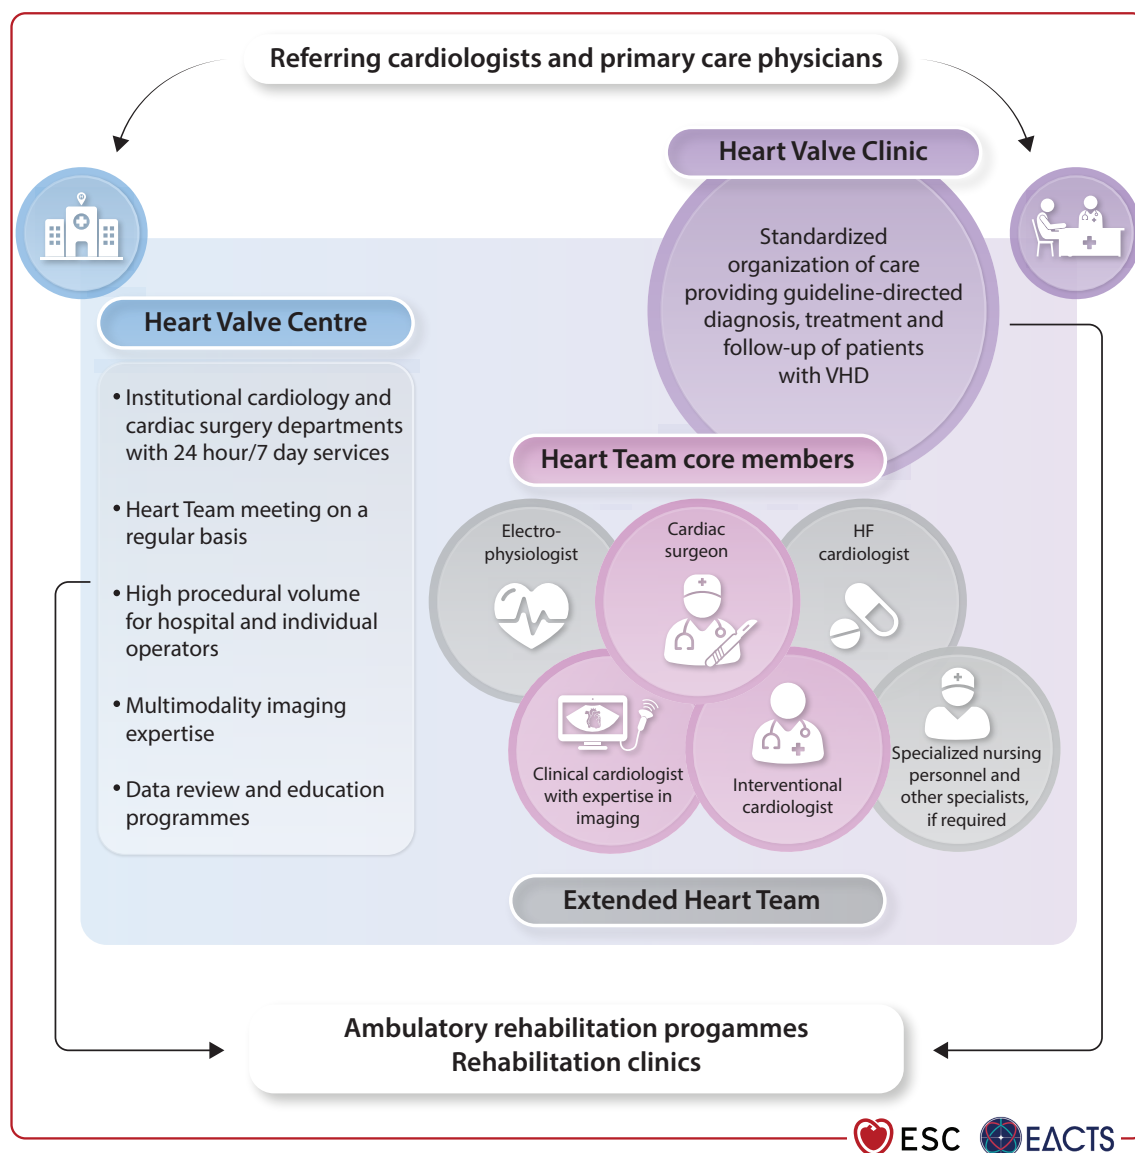 Referring cardiologists and primary care physicians
Heart Valve Clinic
Standardized
organization of care
providing guideline-directed
diagnosis, treatment and
follow-up of patients
with VHD
Heart Valve Centre
• Institutional cardiology and
cardiac surgery departments
with 24 hour/7 day services
• Heart Team meeting on a
regular basis
• High procedural volume
for hospital and individual
operators
• Multimodality imaging
expertise
• Data review and education
programmes
Heart Team core members
Electro-
physiologist
Cardiac
surgeon
HF
cardiologist
Clinical cardiologist
with expertise in
imaging
Interventional
cardiologist
Specialized nursing
personnel and
other specialists,
if required
Extended Heart Team
Ambulatory rehabilitation progammes
Rehabilitation clinics
ESC
EACTS